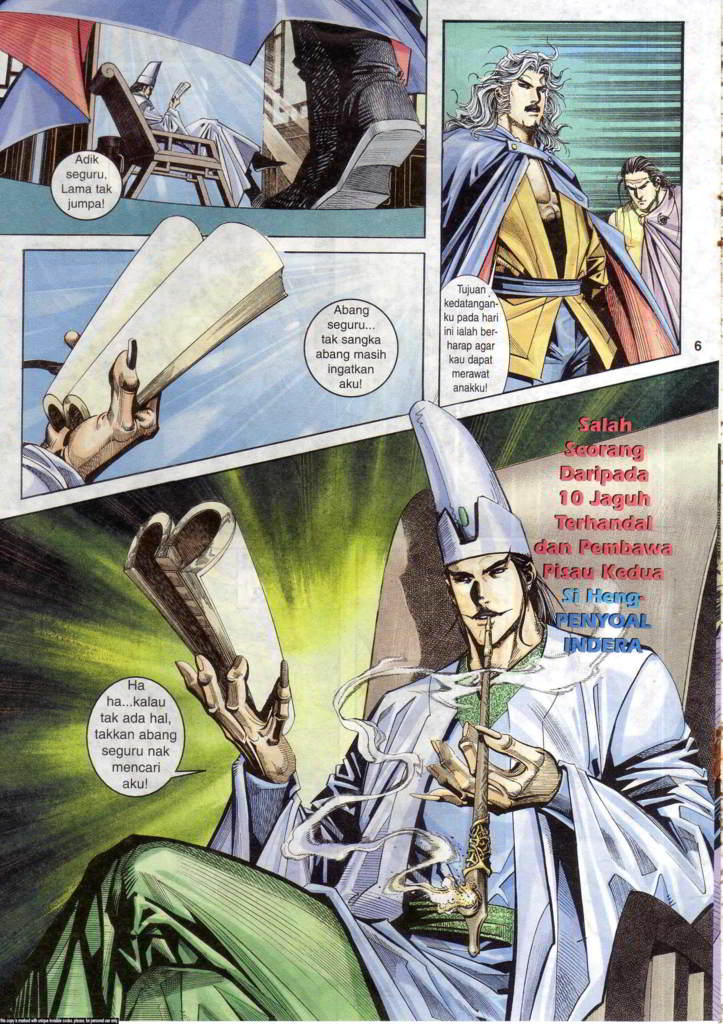 Adik
seguru,
Lama tak
jumpa!
Abang
seguru...
tak sangka
abang masih
ingatkan
aku!
Tujuan
kedatangan-
ku pada hari
ini ialah ber-
harap agar
kau dapat
merawat
anakku!
6
Salah
Seorang
Daripada
10 Jaguh
Terhandal
dan Pembawa
Pisau Kedua
Si Heng-
PENYOAL
INDERA
Ha
ha...kalau
tak ada hal,
takkan abang
seguru nak
mencari
aku!